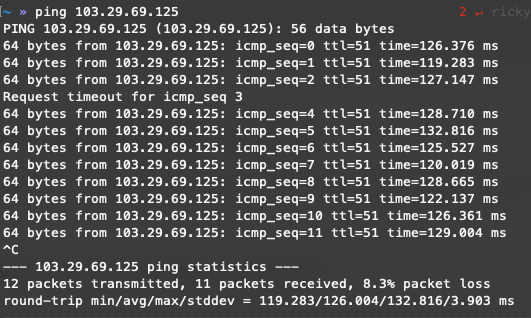 [~ » ping 103.29.69.125 2 ↵ ricky
PING 103.29.69.125 (103.29.69.125): 56 data bytes
64 bytes from 103.29.69.125: icmp_seq=0 ttl=51 time=126.376 ms
64 bytes from 103.29.69.125: icmp_seq=1 ttl=51 time=119.283 ms
64 bytes from 103.29.69.125: icmp_seq=2 ttl=51 time=127.147 ms
Request timeout for icmp_seq 3
64 bytes from 103.29.69.125: icmp_seq=4 ttl=51 time=128.710 ms
64 bytes from 103.29.69.125: icmp_seq=5 ttl=51 time=132.816 ms
64 bytes from 103.29.69.125: icmp_seq=6 ttl=51 time=125.527 ms
64 bytes from 103.29.69.125: icmp_seq=7 ttl=51 time=120.019 ms
64 bytes from 103.29.69.125: icmp_seq=8 ttl=51 time=128.665 ms
64 bytes from 103.29.69.125: icmp_seq=9 ttl=51 time=122.137 ms
64 bytes from 103.29.69.125: icmp_seq=10 ttl=51 time=126.361 ms
64 bytes from 103.29.69.125: icmp_seq=11 ttl=51 time=129.004 ms
^C
--- 103.29.69.125 ping statistics ---
12 packets transmitted, 11 packets received, 8.3% packet loss
round-trip min/avg/max/stddev = 119.283/126.004/132.816/3.903 ms